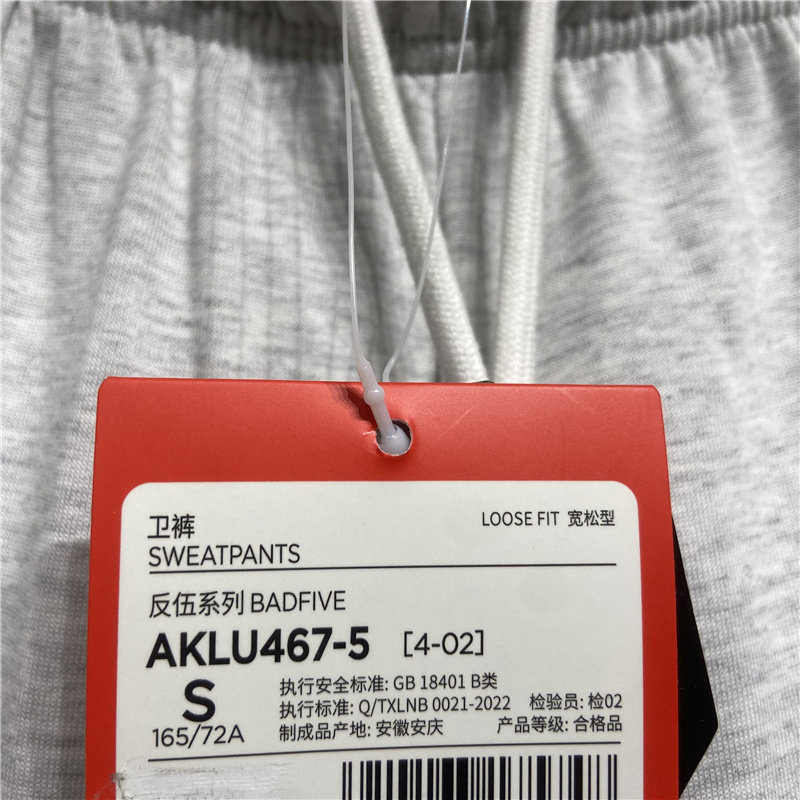 卫裤 LOOSE FIT 宽松型
SWEATPANTS
反伍系列 BADFIVE
AKLU467-5 [4-02]
S 执行安全标准: GB 18401 B类
执行标准: Q/TXLNB 0021-2022 检验员: 检02
165/72A 制成品产地: 安徽安庆 产品等级: 合格品